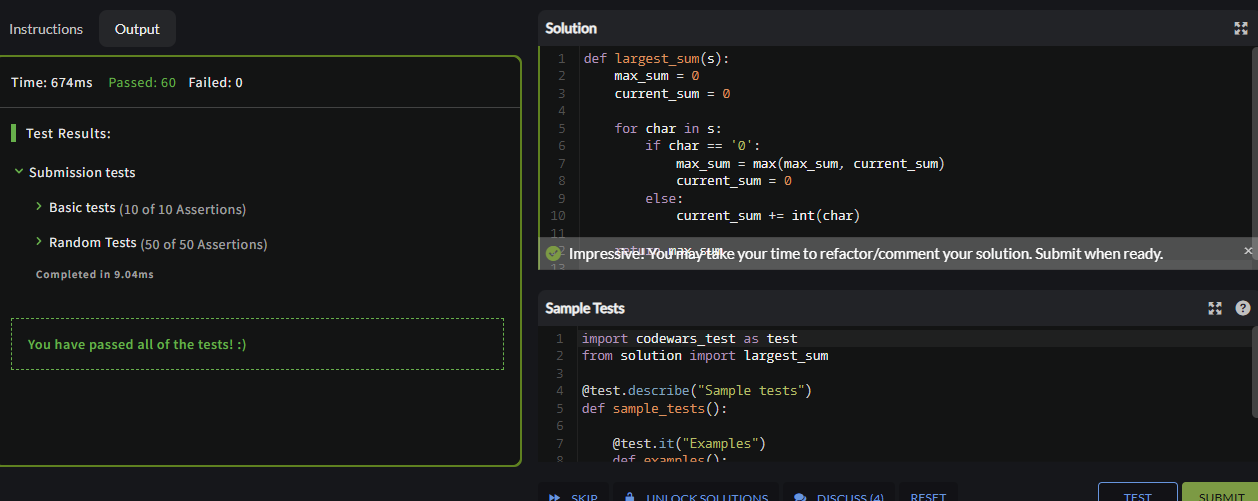 Instructions
Output
Time: 674ms Passed: 60 Failed: 0
Test Results:
Submission tests
Basic tests (10 of 10 Assertions)
Random Tests (50 of 50 Assertions)
Completed in 9.04ms
You have passed all of the tests! :)
Solution
1 def largest_sum(s):
2 max_sum = 0
3 current_sum = 0
4
5 for char in s:
6 if char == '0':
7 max_sum = max(max_sum, current_sum)
8 current_sum = 0
9 else:
10 current_sum += int(char)
11
12 return max_sum
Impressive! You may take your time to refactor/comment your solution. Submit when ready.
13
Sample Tests
?
1 import codewars_test as test
2 from solution import largest_sum
3
4 @test.describe("Sample tests")
5 def sample_tests():
6
7 @test.it("Examples")
8 def examples():
SKIP
UNLOCK SOLUTIONS
DISCUSS (4)
RESET
TEST
SUBMIT